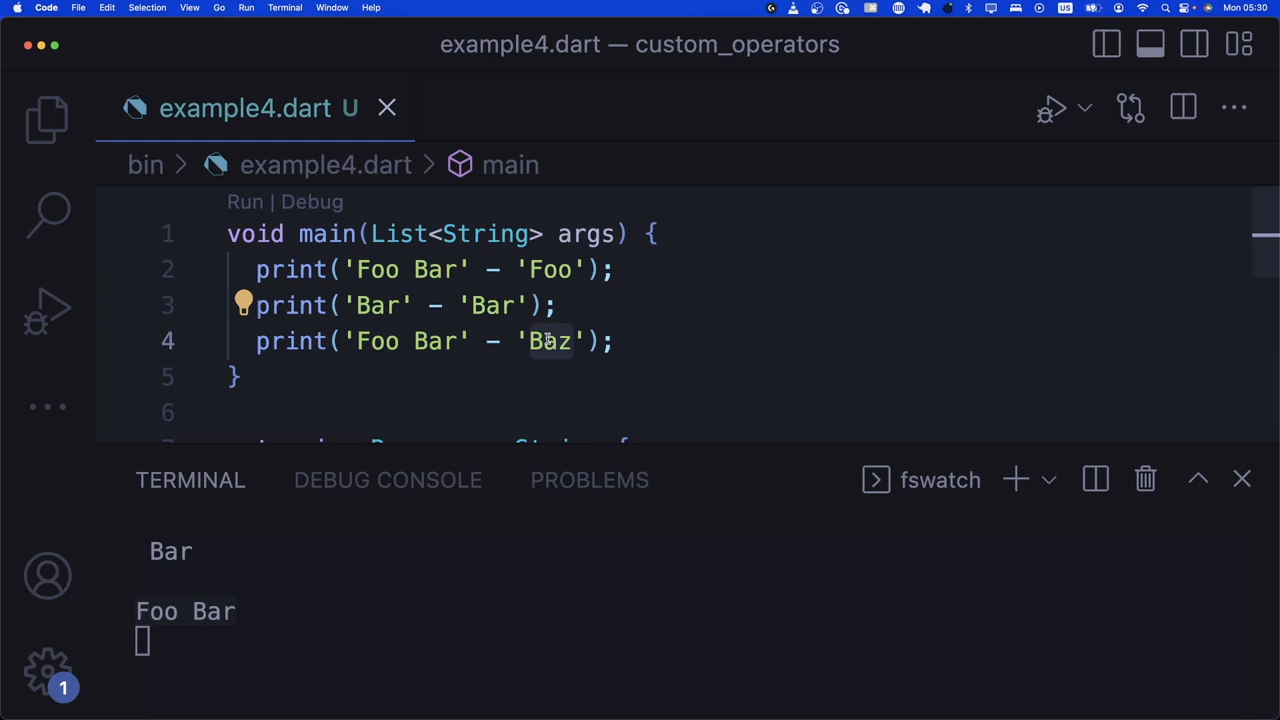 Code File Edit Selection View Go Run Terminal Window Help US Mon 05:30
example4.dart — custom_operators
example4.dart U
bin > example4.dart > main
Run | Debug
1 void main(List<String> args) {
2 print('Foo Bar' - 'Foo');
3 print('Bar' - 'Bar');
4 print('Foo Bar' - 'Baz');
5 }
6
TERMINAL DEBUG CONSOLE PROBLEMS fswatch
Bar
Foo Bar
1